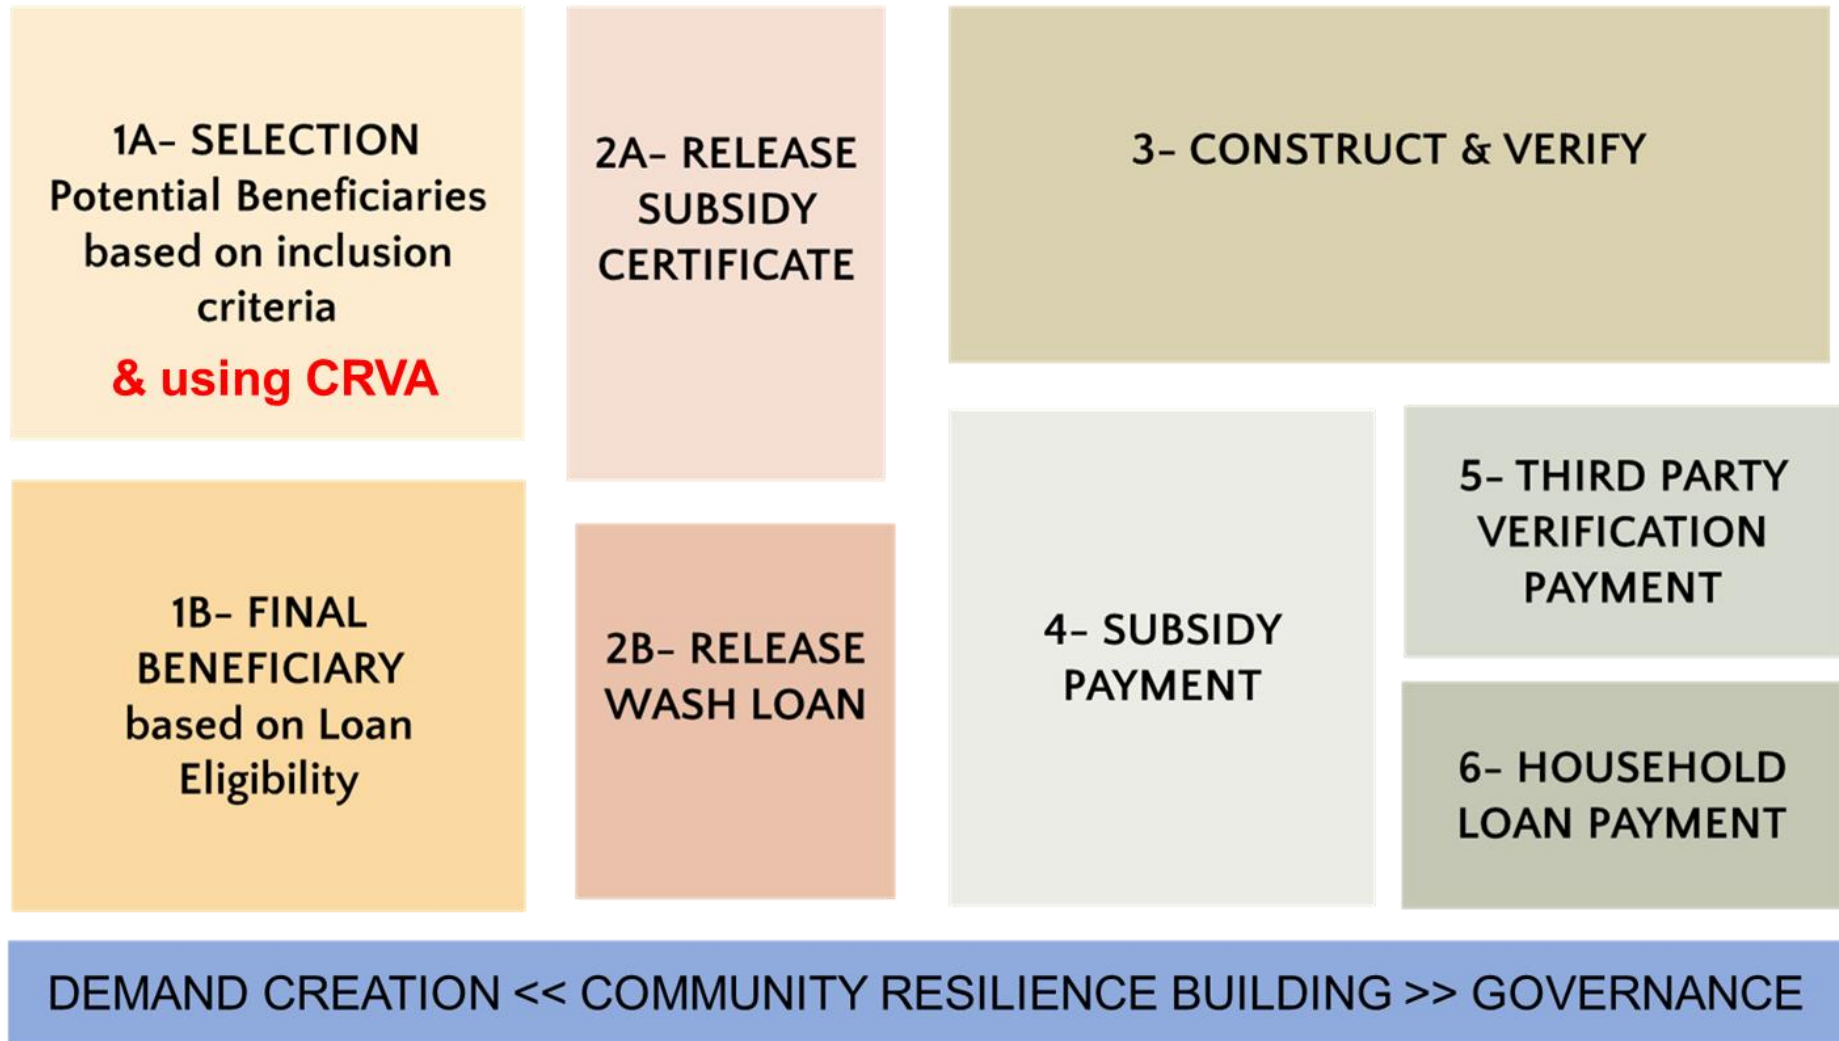 1A- SELECTION
Potential Beneficiaries
based on inclusion
criteria
& using CRVA
1B- FINAL
BENEFICIARY
based on Loan
Eligibility
2A- RELEASE
SUBSIDY
CERTIFICATE
2B- RELEASE
WASH LOAN
3- CONSTRUCT & VERIFY
4- SUBSIDY
PAYMENT
5- THIRD PARTY
VERIFICATION
PAYMENT
6- HOUSEHOLD
LOAN PAYMENT
DEMAND CREATION << COMMUNITY RESILIENCE BUILDING >> GOVERNANCE